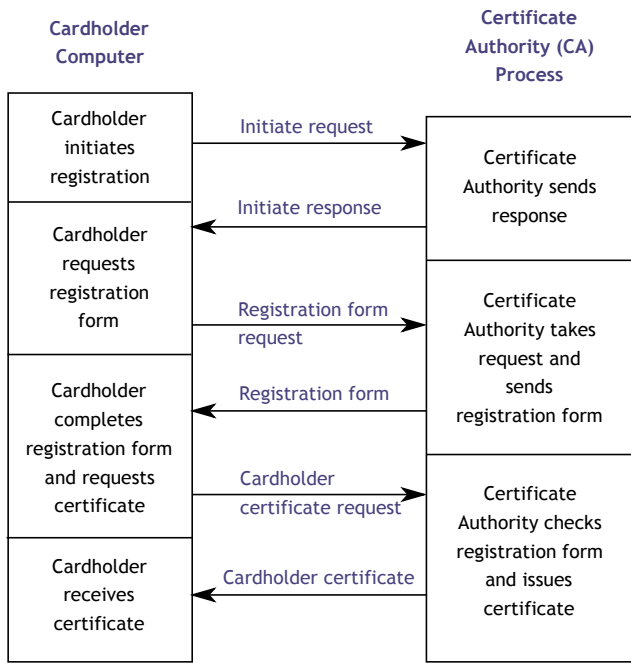 Cardholder
Computer
Certificate
Authority (CA)
Process
Cardholder
initiates
registration
Initiate request
Certificate
Authority sends
response
Initiate response
Cardholder
requests
registration
form
Registration form
request
Certificate
Authority takes
request and
sends
registration form
Registration form
Cardholder
completes
registration form
and requests
certificate
Cardholder
certificate request
Certificate
Authority checks
registration form
and issues
certificate
Cardholder certificate
Cardholder
receives
certificate